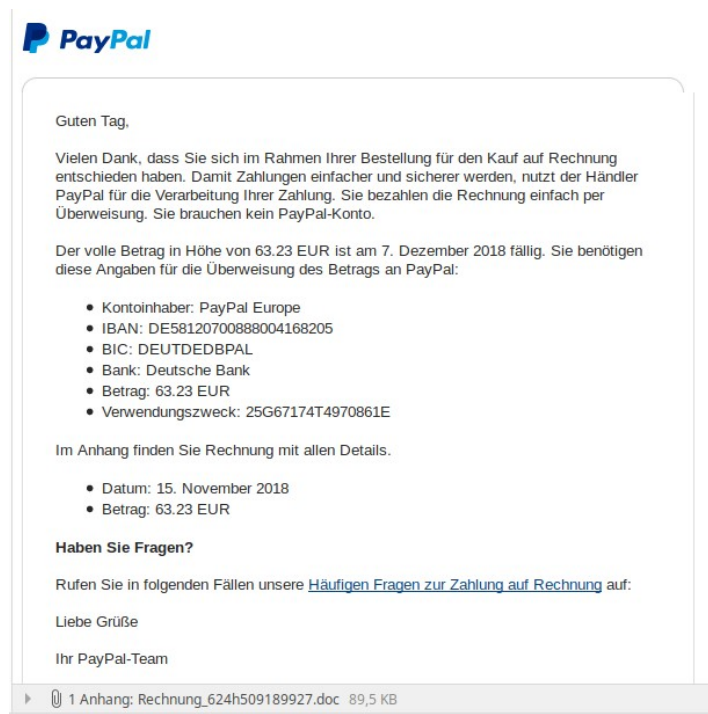 PayPal
Guten Tag,
Vielen Dank, dass Sie sich im Rahmen Ihrer Bestellung für den Kauf auf Rechnung
entschieden haben. Damit Zahlungen einfacher und sicherer werden, nutzt der Händler
PayPal für die Verarbeitung Ihrer Zahlung. Sie bezahlen die Rechnung einfach per
Überweisung. Sie brauchen kein PayPal-Konto.
Der volle Betrag in Höhe von 63.23 EUR ist am 7. Dezember 2018 fällig. Sie benötigen
diese Angaben für die Überweisung des Betrags an PayPal:
• Kontoinhaber: PayPal Europe
• IBAN: DE58120700888004168205
• BIC: DEUTDEDBPAL
• Bank: Deutsche Bank
• Betrag: 63.23 EUR
• Verwendungszweck: 25G67174T4970861E
Im Anhang finden Sie Rechnung mit allen Details.
• Datum: 15. November 2018
• Betrag: 63.23 EUR
Haben Sie Fragen?
Rufen Sie in folgenden Fällen unsere Häufigen Fragen zur Zahlung auf Rechnung auf:
Liebe Grüße
Ihr PayPal-Team
1 Anhang: Rechnung_624h509189927.doc 89,5 KB